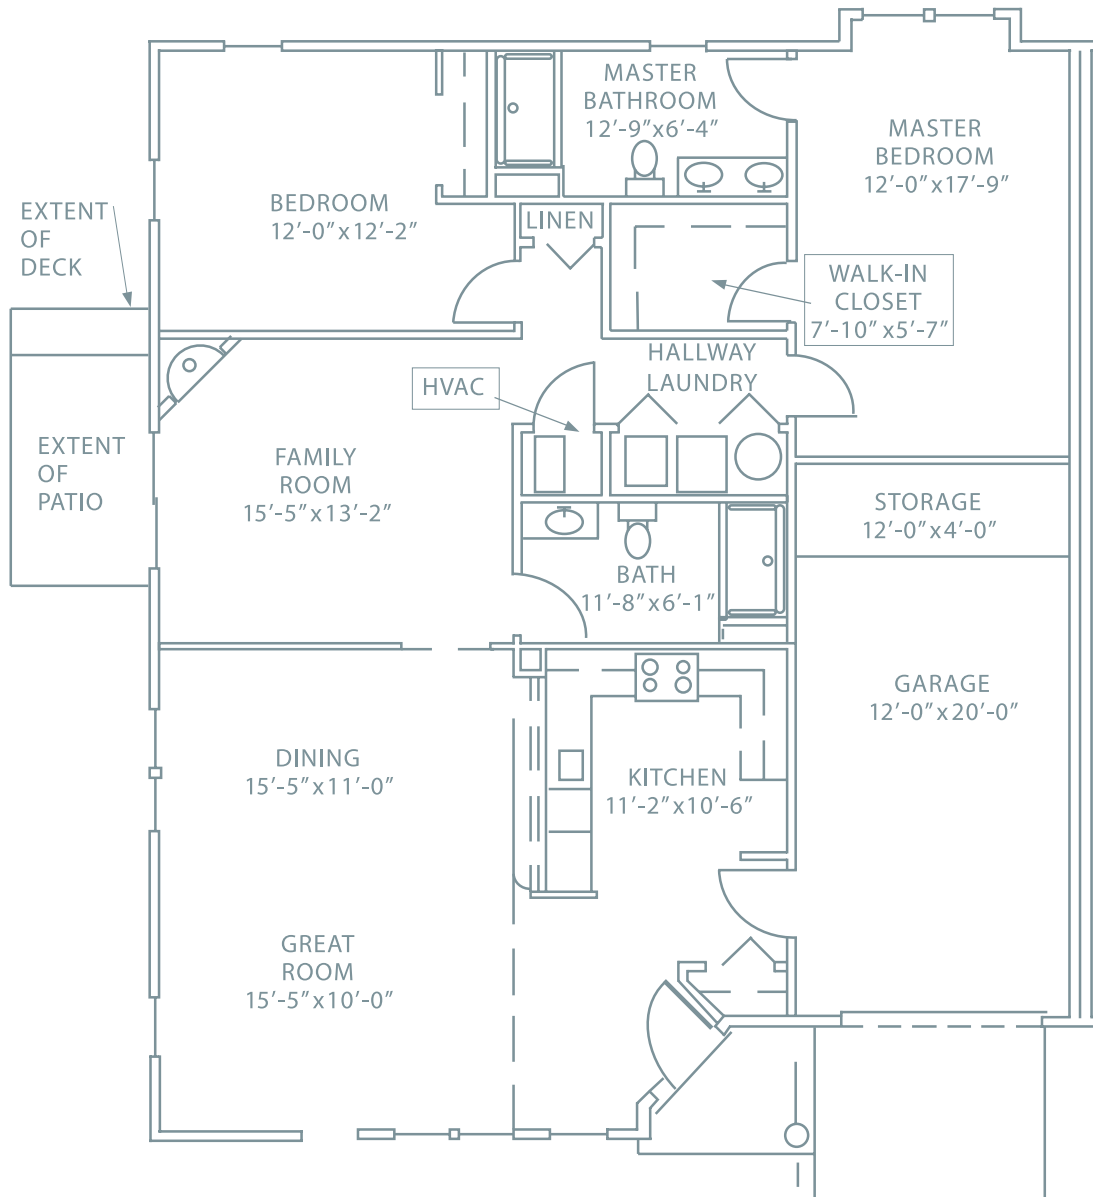 MASTER
BATHROOM
12′-9″x6′-4″
MASTER
BEDROOM
12′-0″x17′-9″
BEDROOM
12′-0″x12′-2″
LINEN
EXTENT
OF
DECK
WALK-IN
CLOSET
7′-10″x5′-7″
HALLWAY
LAUNDRY
HVAC
EXTENT
OF
PATIO
FAMILY
ROOM
15′-5″x13′-2″
STORAGE
12′-0″x4′-0″
BATH
11′-8″x6′-1″
GARAGE
12′-0″x20′-0″
DINING
15′-5″x11′-0″
KITCHEN
11′-2″x10′-6″
GREAT
ROOM
15′-5″x10′-0″